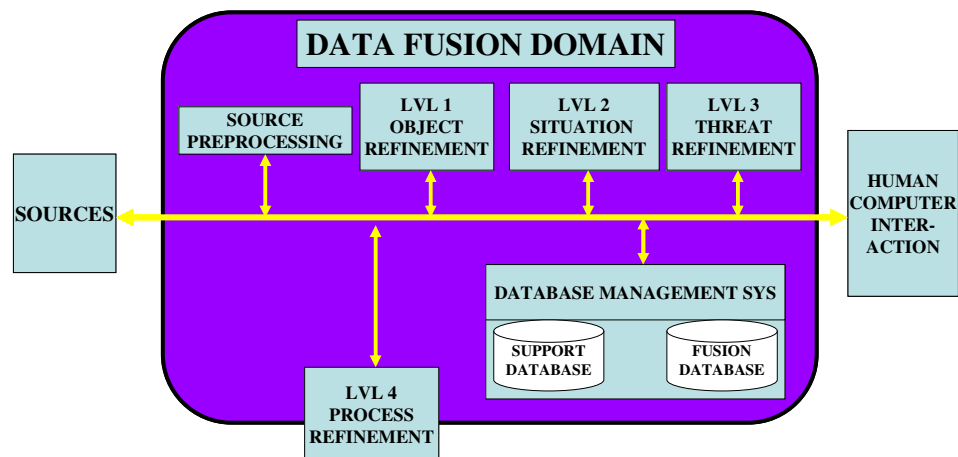 DATA FUSION DOMAIN
SOURCE
PREPROCESSING
LVL 1
OBJECT
REFINEMENT
LVL 2
SITUATION
REFINEMENT
LVL 3
THREAT
REFINEMENT
SOURCES
HUMAN
COMPUTER
INTER-
ACTION
DATABASE MANAGEMENT SYS
SUPPORT
DATABASE
FUSION
DATABASE
LVL 4
PROCESS
REFINEMENT